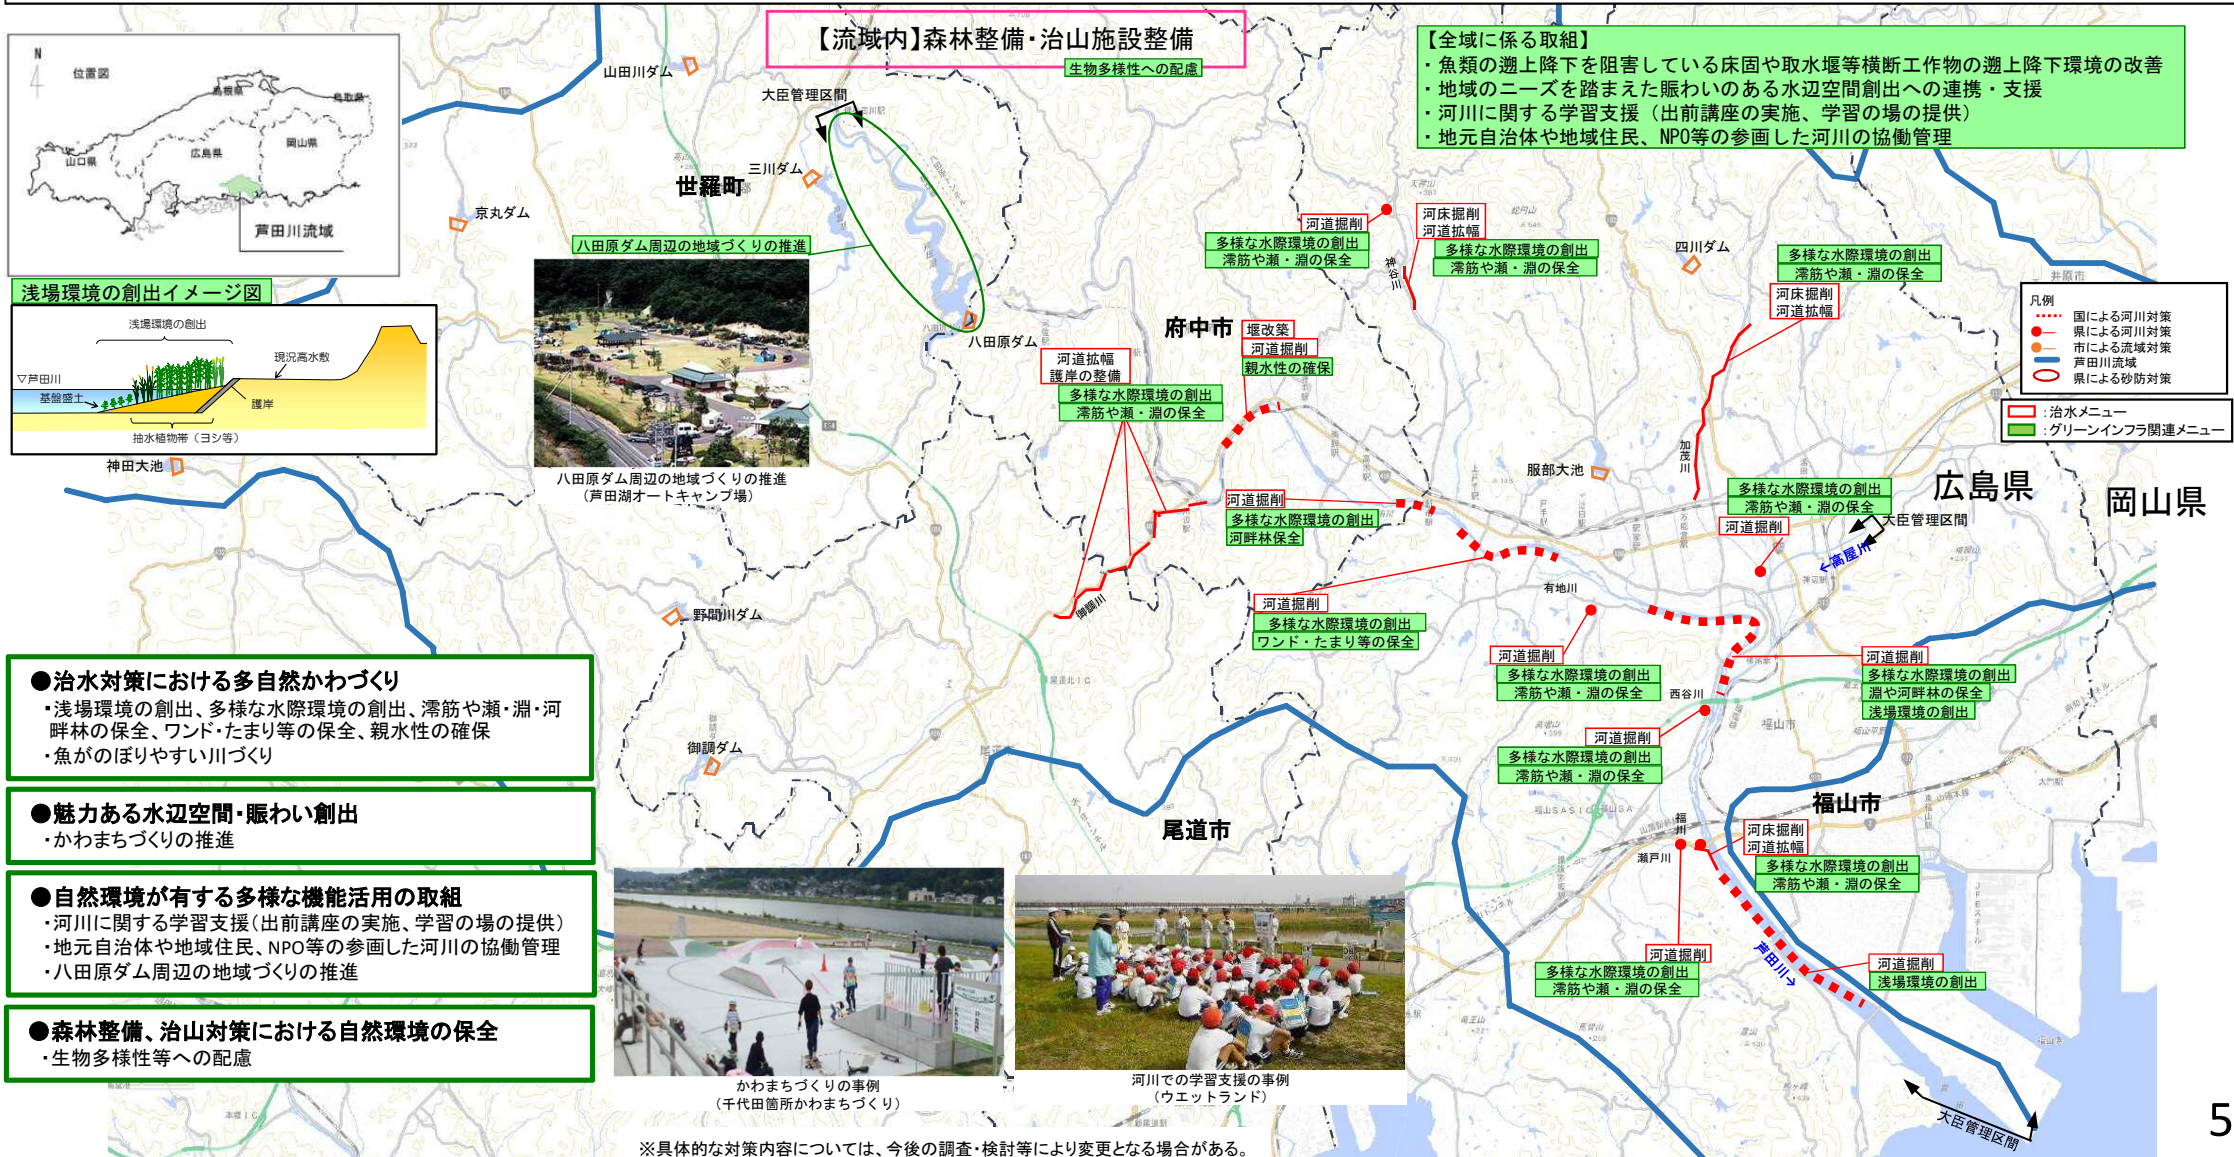 【流域内】森林整備・治山施設整備
生物多様性への配慮
【全域に係る取組】
・魚類の遡上降下を阻害している床固や取水堰等横断工作物の遡上降下環境の改善
・地域のニーズを踏まえた賑わいのある水辺空間創出への連携・支援
・河川に関する学習支援（出前講座の実施、学習の場の提供）
・地元自治体や地域住民、NPO等の参画した河川の協働管理
N
位置図
島根県
鳥取県
山口県
広島県
岡山県
芦田川流域
山田川ダム
大臣管理区間
三川ダム
世羅町
京丸ダム
八田原ダム周辺の地域づくりの推進
八田原ダム
八田原ダム周辺の地域づくりの推進
（芦田湖オートキャンプ場）
浅場環境の創出イメージ図
浅場環境の創出
現況高水敷
▽芦田川
基盤盛土
護岸
抽水植物帯（ヨシ等）
神田大池
河道掘削
多様な水際環境の創出
澪筋や瀬・淵の保全
河床掘削
河道拡幅
多様な水際環境の創出
澪筋や瀬・淵の保全
神谷川
四川ダム
多様な水際環境の創出
澪筋や瀬・淵の保全
河床掘削
河道拡幅
井原市
凡例
国による河川対策
県による河川対策
市による流域対策
芦田川流域
県による砂防対策
：治水メニュー
：グリーンインフラ関連メニュー
府中市
堰改築
河道掘削
親水性の確保
河道拡幅
護岸の整備
多様な水際環境の創出
澪筋や瀬・淵の保全
加茂川
服部大池
広島県
岡山県
河道掘削
多様な水際環境の創出
河畔林保全
多様な水際環境の創出
澪筋や瀬・淵の保全
河道掘削
大臣管理区間
←高屋川
御調川
河道掘削
多様な水際環境の創出
ワンド・たまり等の保全
有地川
野間川ダム
河道掘削
多様な水際環境の創出
澪筋や瀬・淵の保全
西谷川
河道掘削
多様な水際環境の創出
淵や河畔林の保全
浅場環境の創出
福山市
御調ダム
河道掘削
多様な水際環境の創出
澪筋や瀬・淵の保全
尾道市
福山市
福川
瀬戸川
河床掘削
河道拡幅
多様な水際環境の創出
澪筋や瀬・淵の保全
河道掘削
多様な水際環境の創出
澪筋や瀬・淵の保全
芦田川→
河道掘削
浅場環境の創出
大臣管理区間
●治水対策における多自然かわづくり
・浅場環境の創出、多様な水際環境の創出、澪筋や瀬・淵・河
畔林の保全、ワンド・たまり等の保全、親水性の確保
・魚がのぼりやすい川づくり
●魅力ある水辺空間・賑わい創出
・かわまちづくりの推進
●自然環境が有する多様な機能活用の取組
・河川に関する学習支援（出前講座の実施、学習の場の提供）
・地元自治体や地域住民、NPO等の参画した河川の協働管理
・八田原ダム周辺の地域づくりの推進
●森林整備、治山対策における自然環境の保全
・生物多様性等への配慮
かわまちづくりの事例
（千代田箇所かわまちづくり）
河川での学習支援の事例
（ウエットランド）
※具体的な対策内容については、今後の調査・検討等により変更となる場合がある。
5